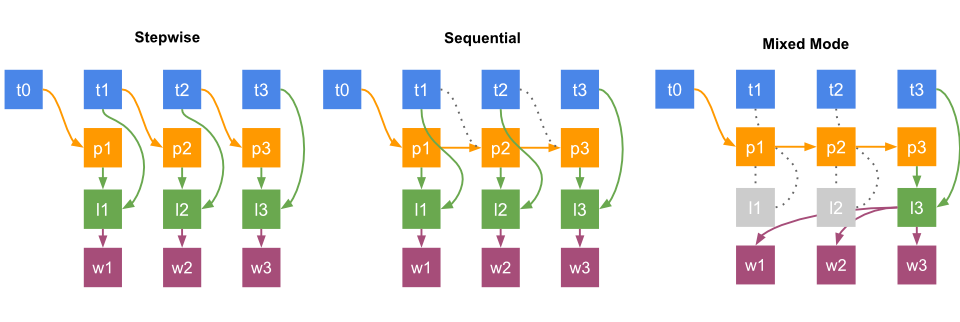 Stepwise
t0 t1 t2 t3
p1 p2 p3
l1 l2 l3
w1 w2 w3
Sequential
t0 t1 t2 t3
p1 p2 p3
l1 l2 l3
w1 w2 w3
Mixed Mode
t0 t1 t2 t3
p1 p2 p3
l1 l2 l3
w1 w2 w3